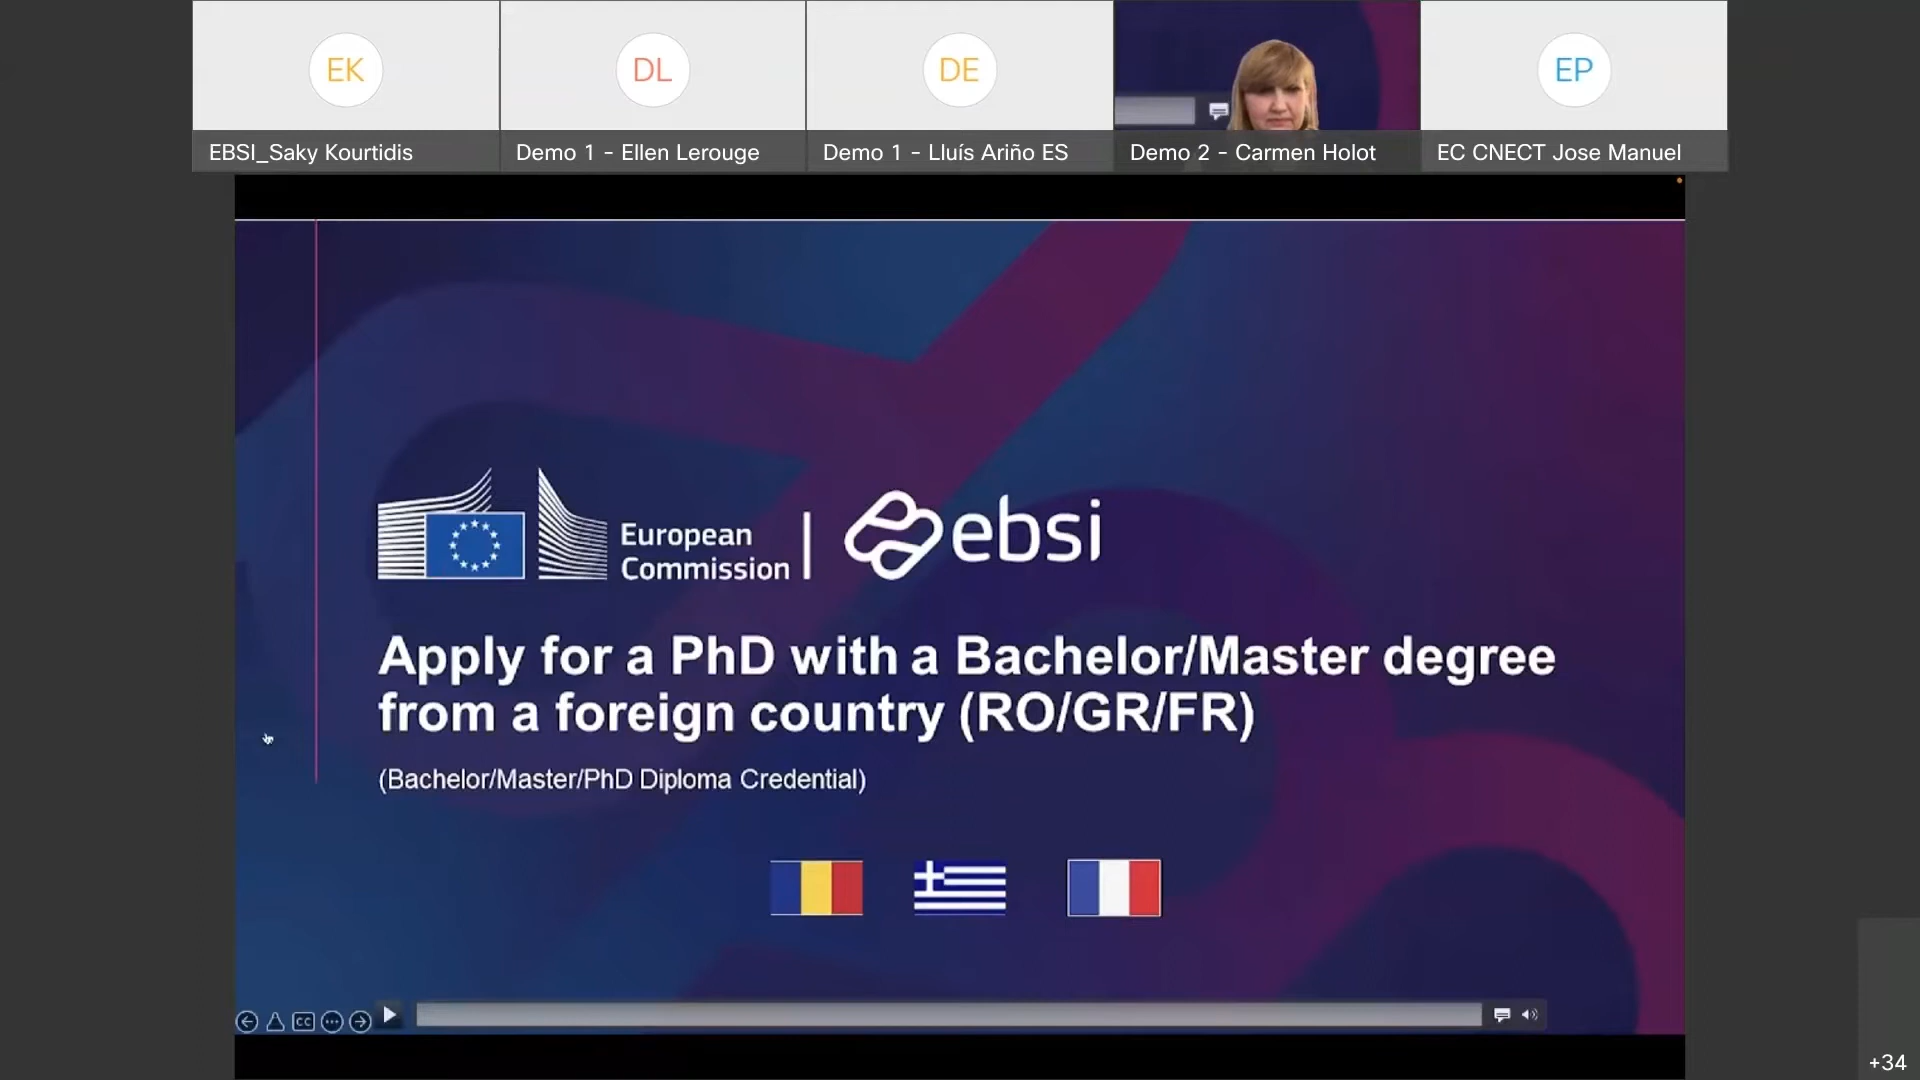 EK
DL
DE
EP
EBSI_Saky Kourtidis
Demo 1 - Ellen Lerouge
Demo 1 - Lluís Ariño ES
Demo 2 - Carmen Holot
EC CNECT Jose Manuel
European
Commission
ebsi
Apply for a PhD with a Bachelor/Master degree
from a foreign country (RO/GR/FR)
(Bachelor/Master/PhD Diploma Credential)
CC
+34